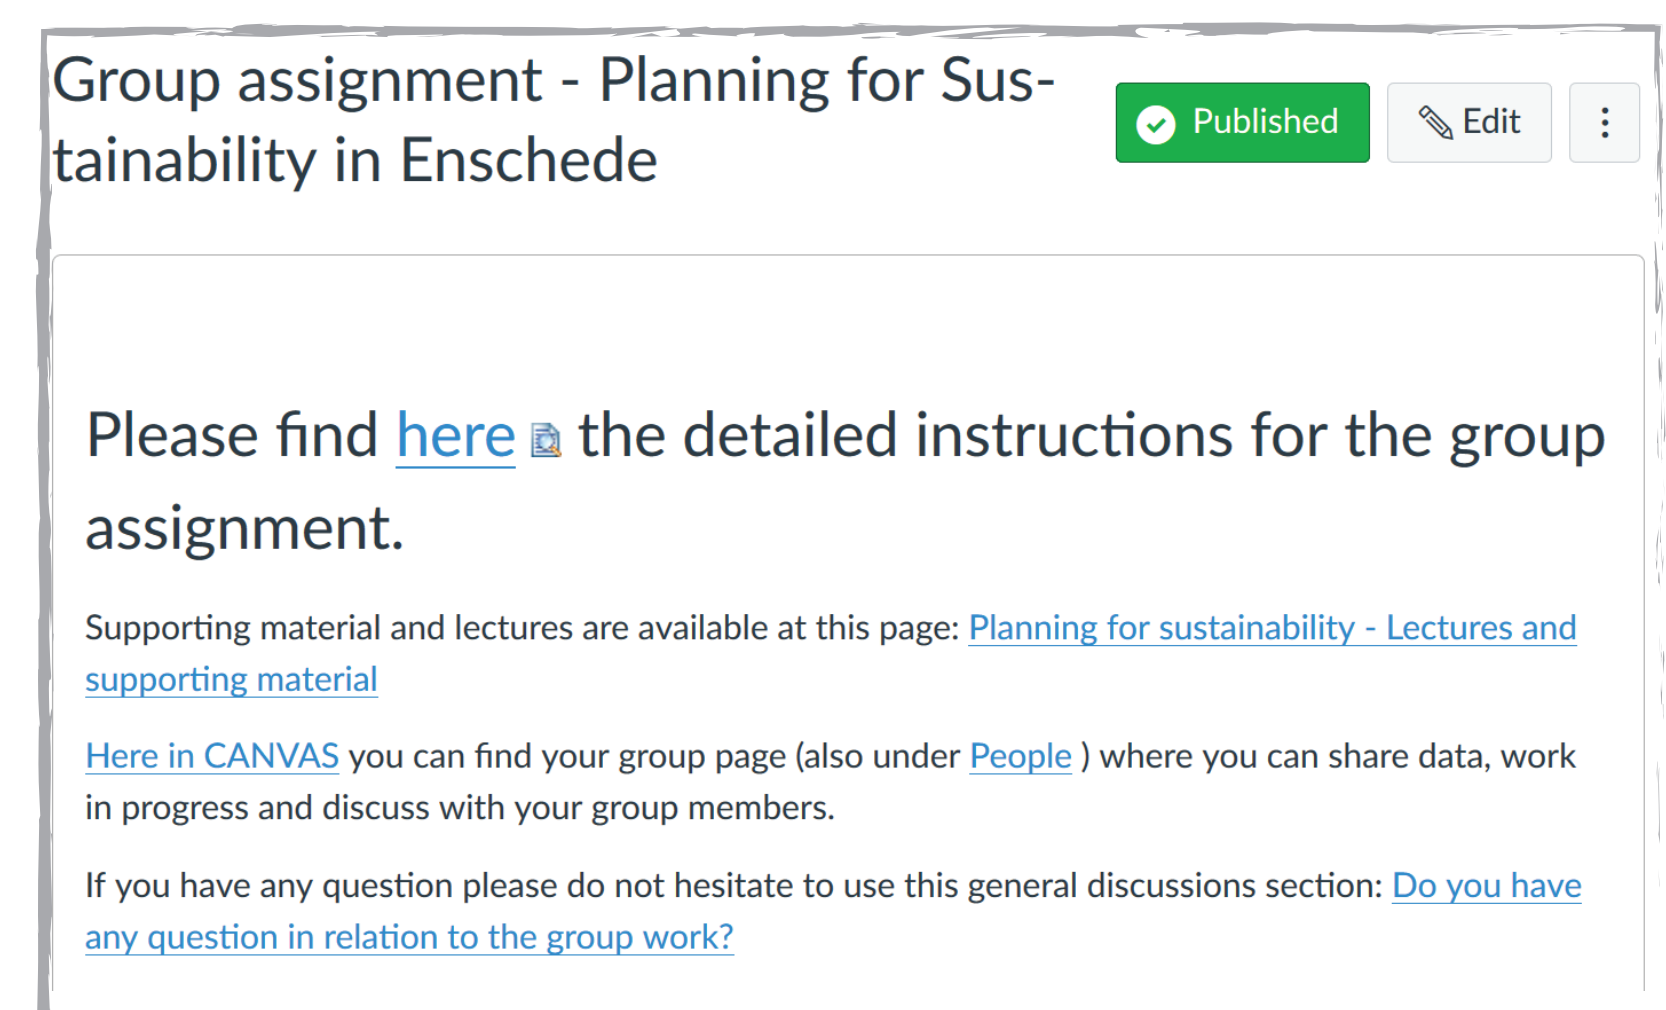 Group assignment - Planning for Sus-
tainability in Enschede
Published
Edit
Please find here the detailed instructions for the group
assignment.
Supporting material and lectures are available at this page: Planning for sustainability - Lectures and
supporting material
Here in CANVAS you can find your group page (also under People ) where you can share data, work
in progress and discuss with your group members.
If you have any question please do not hesitate to use this general discussions section: Do you have
any question in relation to the group work?